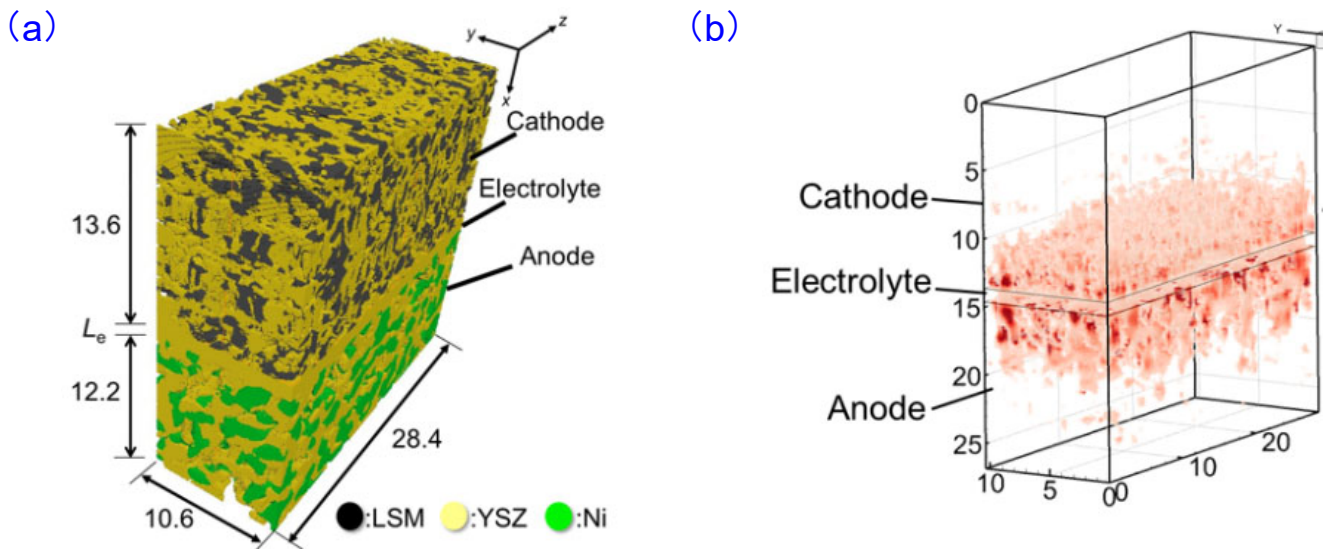 (a)
y
z
x
Cathode
Electrolyte
Anode
13.6
Le
12.2
10.6
28.4
:LSM :YSZ :Ni
(b)
Y
0
5
10
15
20
25
Cathode
Electrolyte
Anode
10
5
0
0
10
20